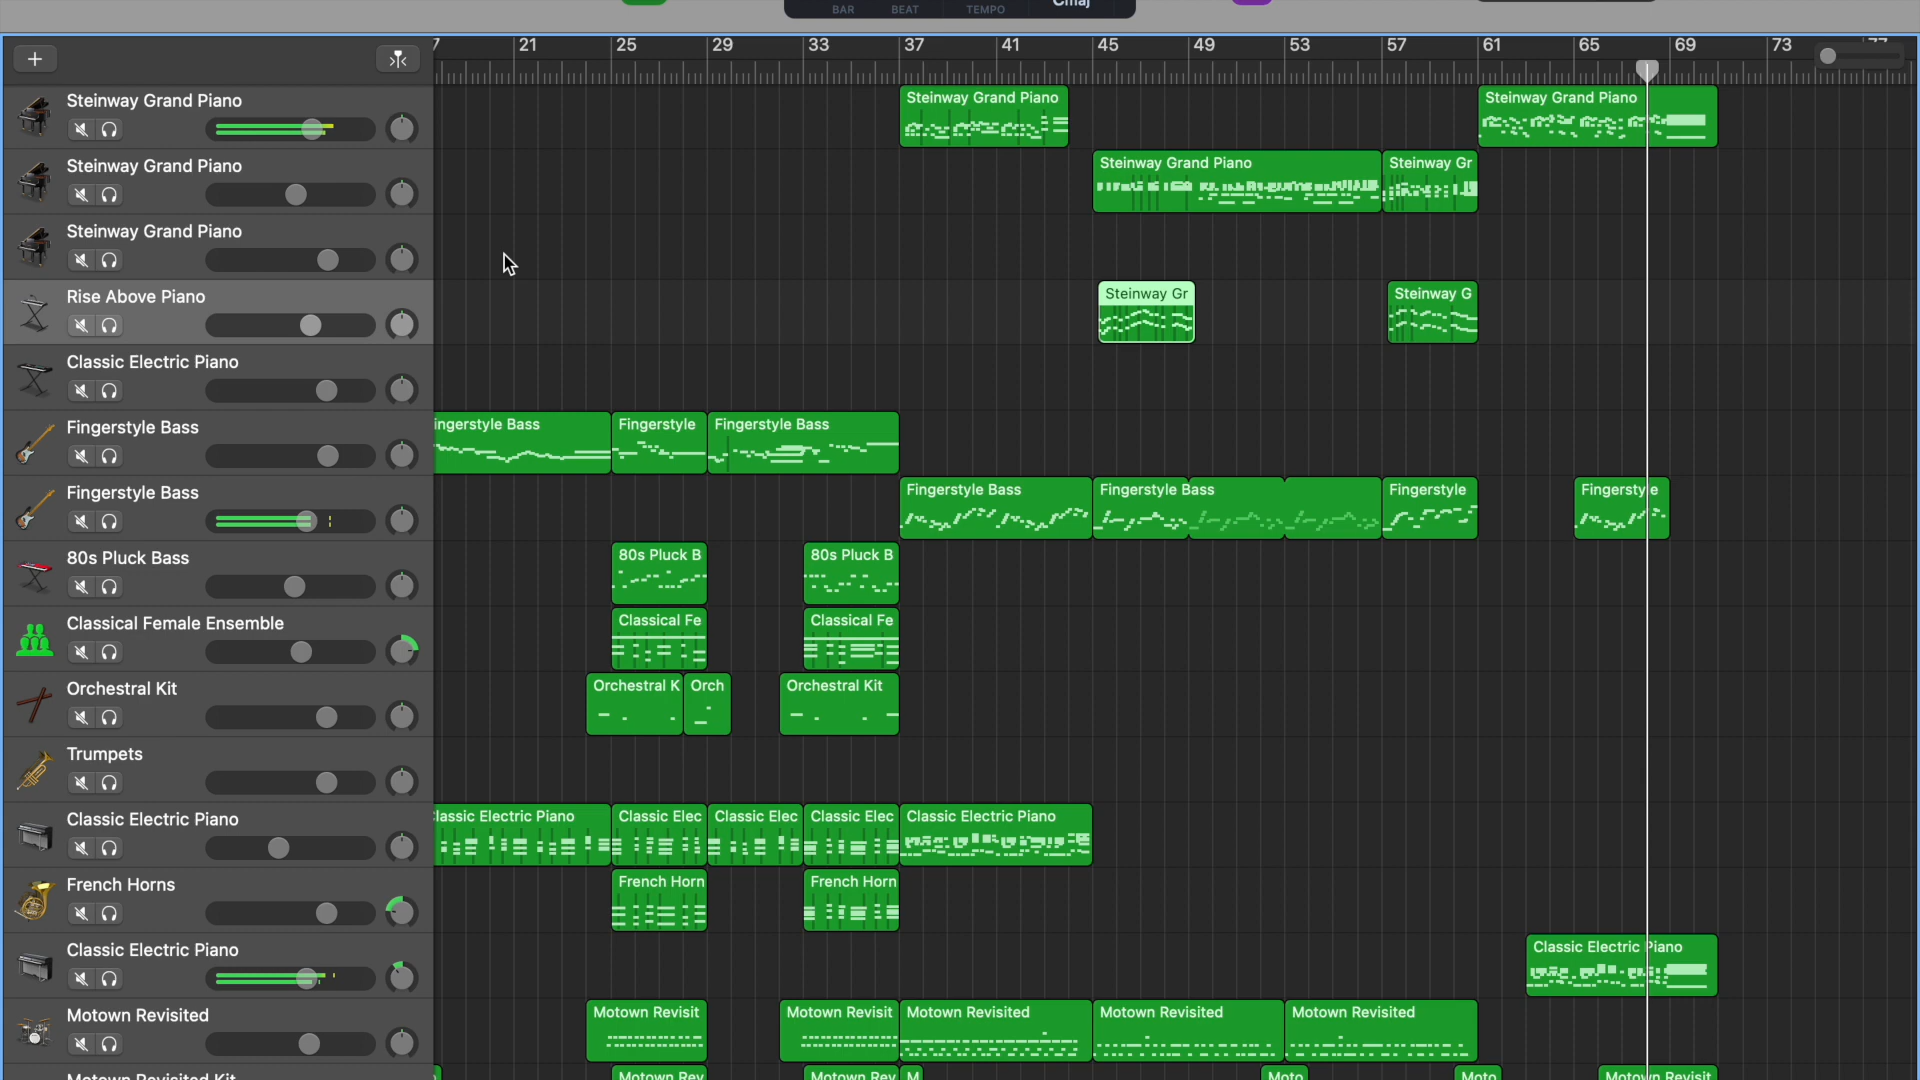 BAR BEAT TEMPO Cmaj
21 25 29 33 37 41 45 49 53 57 61 65 69 73
Steinway Grand Piano
Steinway Grand Piano Steinway Grand Piano
Steinway Grand Piano
Steinway Grand Piano Steinway Gr
Steinway Grand Piano
Rise Above Piano
Steinway Gr Steinway G
Classic Electric Piano
Fingerstyle Bass
ingerstyle Bass Fingerstyle Fingerstyle Bass
Fingerstyle Bass
Fingerstyle Bass Fingerstyle Bass Fingerstyle Fingerstyle
80s Pluck Bass
80s Pluck B 80s Pluck B
Classical Female Ensemble
Classical Fe Classical Fe
Orchestral Kit
Orchestral K Orch Orchestral Kit
Trumpets
Classic Electric Piano
lassic Electric Piano Classic Elec Classic Elec Classic Elec Classic Electric Piano
French Horns
French Horn French Horn
Classic Electric Piano
Classic Electric Piano
Motown Revisited
Motown Revisit Motown Revisit Motown Revisited Motown Revisited Motown Revisited
Motown Revisited Kit
Motown Rev Motown Rev M Moto Moto Motown Revisit